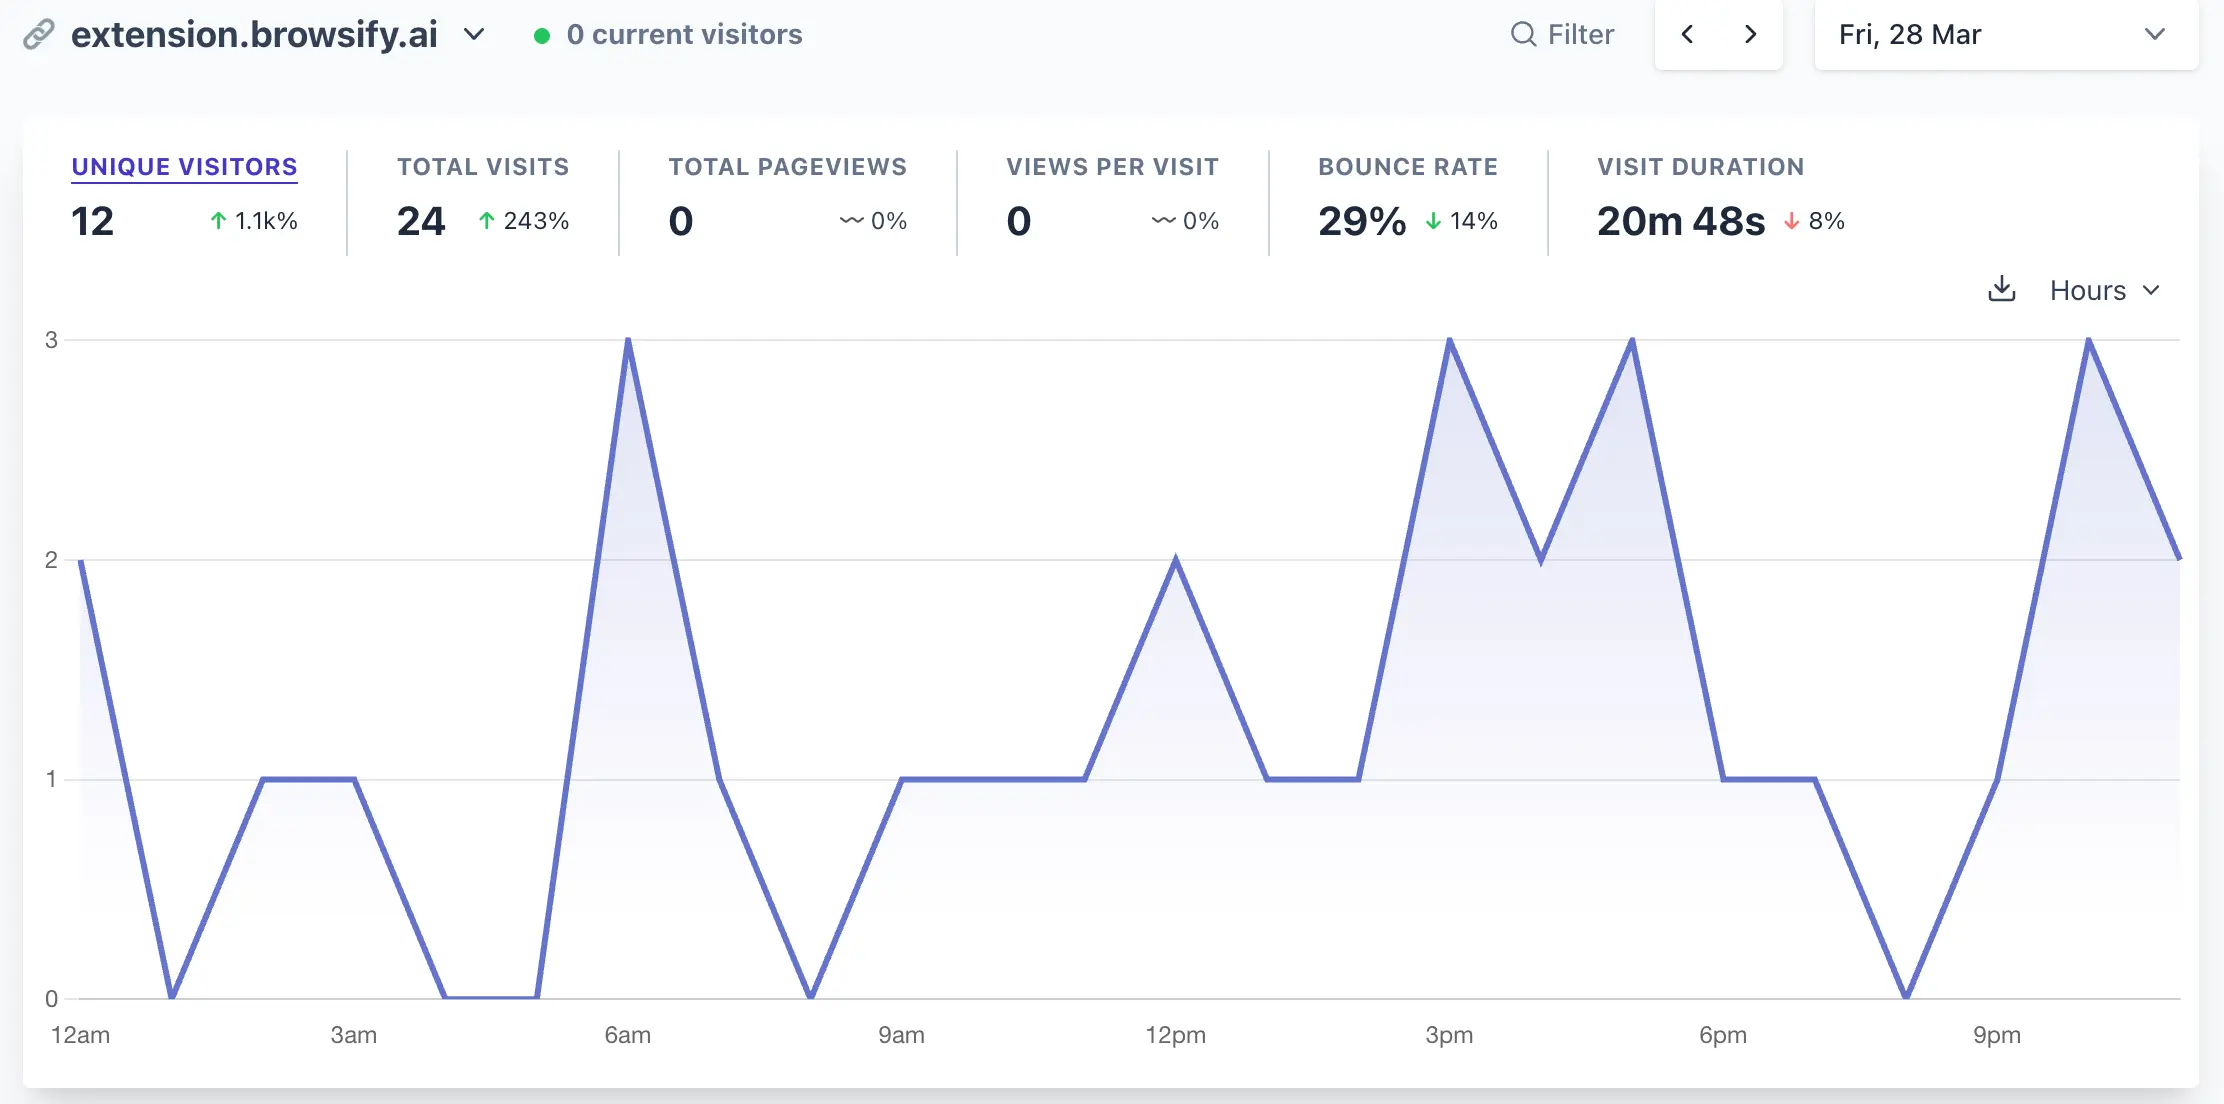 extension.browsify.ai
0 current visitors
Filter
Fri, 28 Mar
UNIQUE VISITORS
12
1.1k%
TOTAL VISITS
24
243%
TOTAL PAGEVIEWS
0
0%
VIEWS PER VISIT
0
0%
BOUNCE RATE
29%
14%
VISIT DURATION
20m 48s
8%
Hours
3
2
1
0
12am 3am 6am 9am 12pm 3pm 6pm 9pm